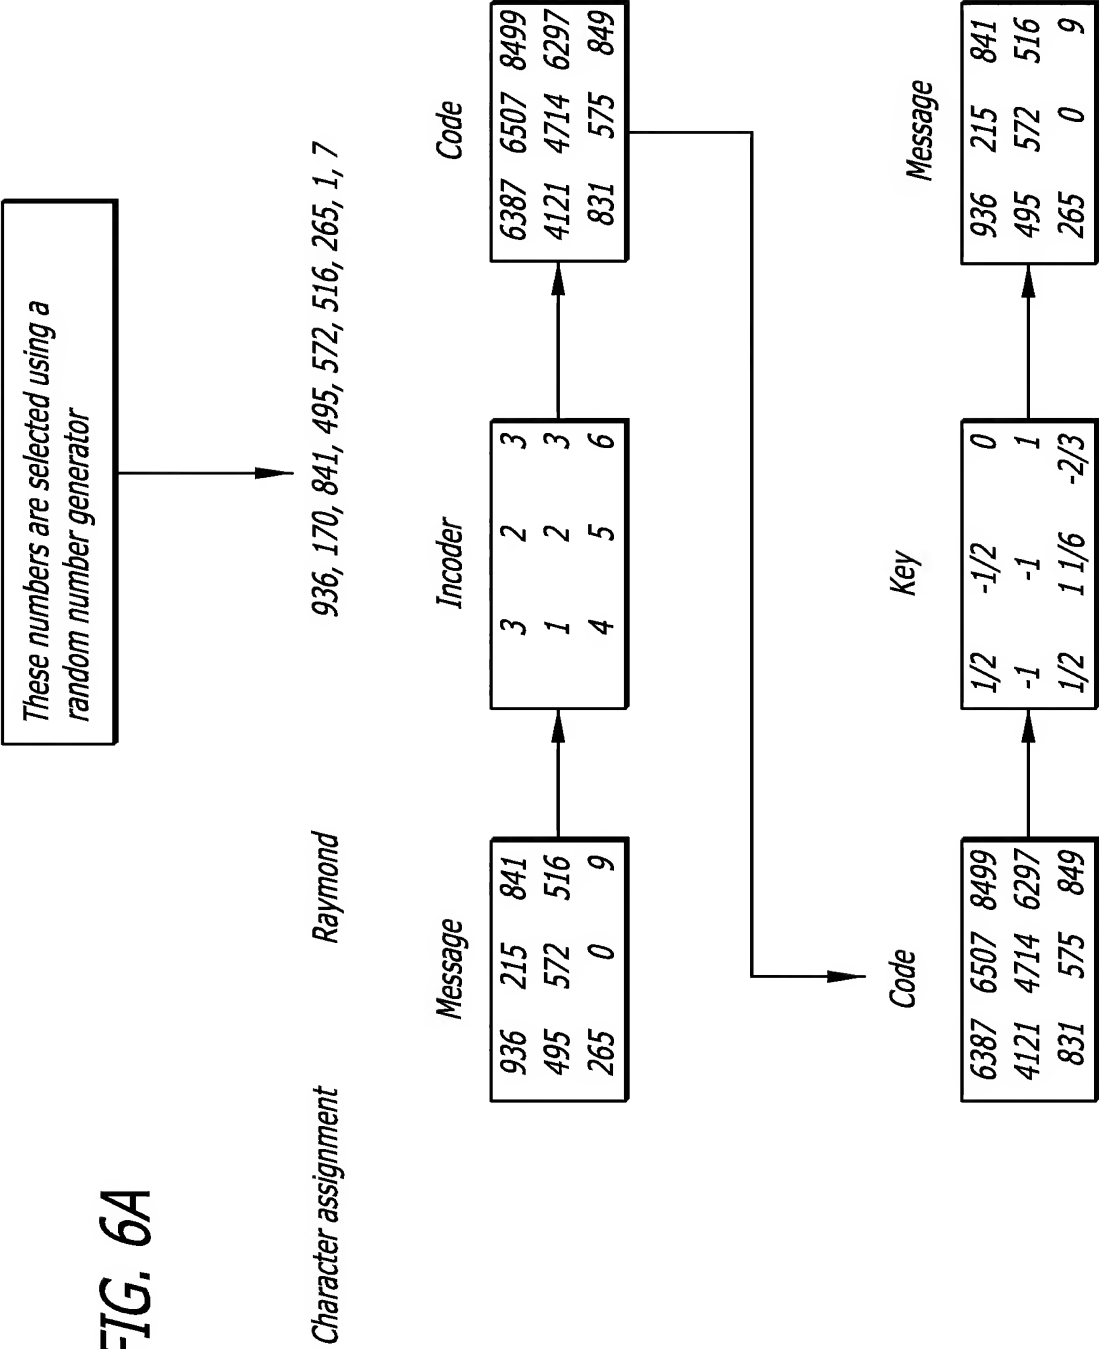 FIG. 6A
These numbers are selected using a
random number generator
Character assignment Raymond 936, 170, 841, 495, 572, 516, 265, 1, 7
Message Incoder Code
936 215 841 3 2 3 6387 6507 8499
495 572 516 1 2 3 4121 4714 6297
265 0 9 4 5 6 831 575 849
Code Key Message
6387 6507 8499 1/2 -1/2 0 936 215 841
4121 4714 6297 -1 -1 1 495 572 516
831 575 849 1/2 1 1/6 -2/3 265 0 9